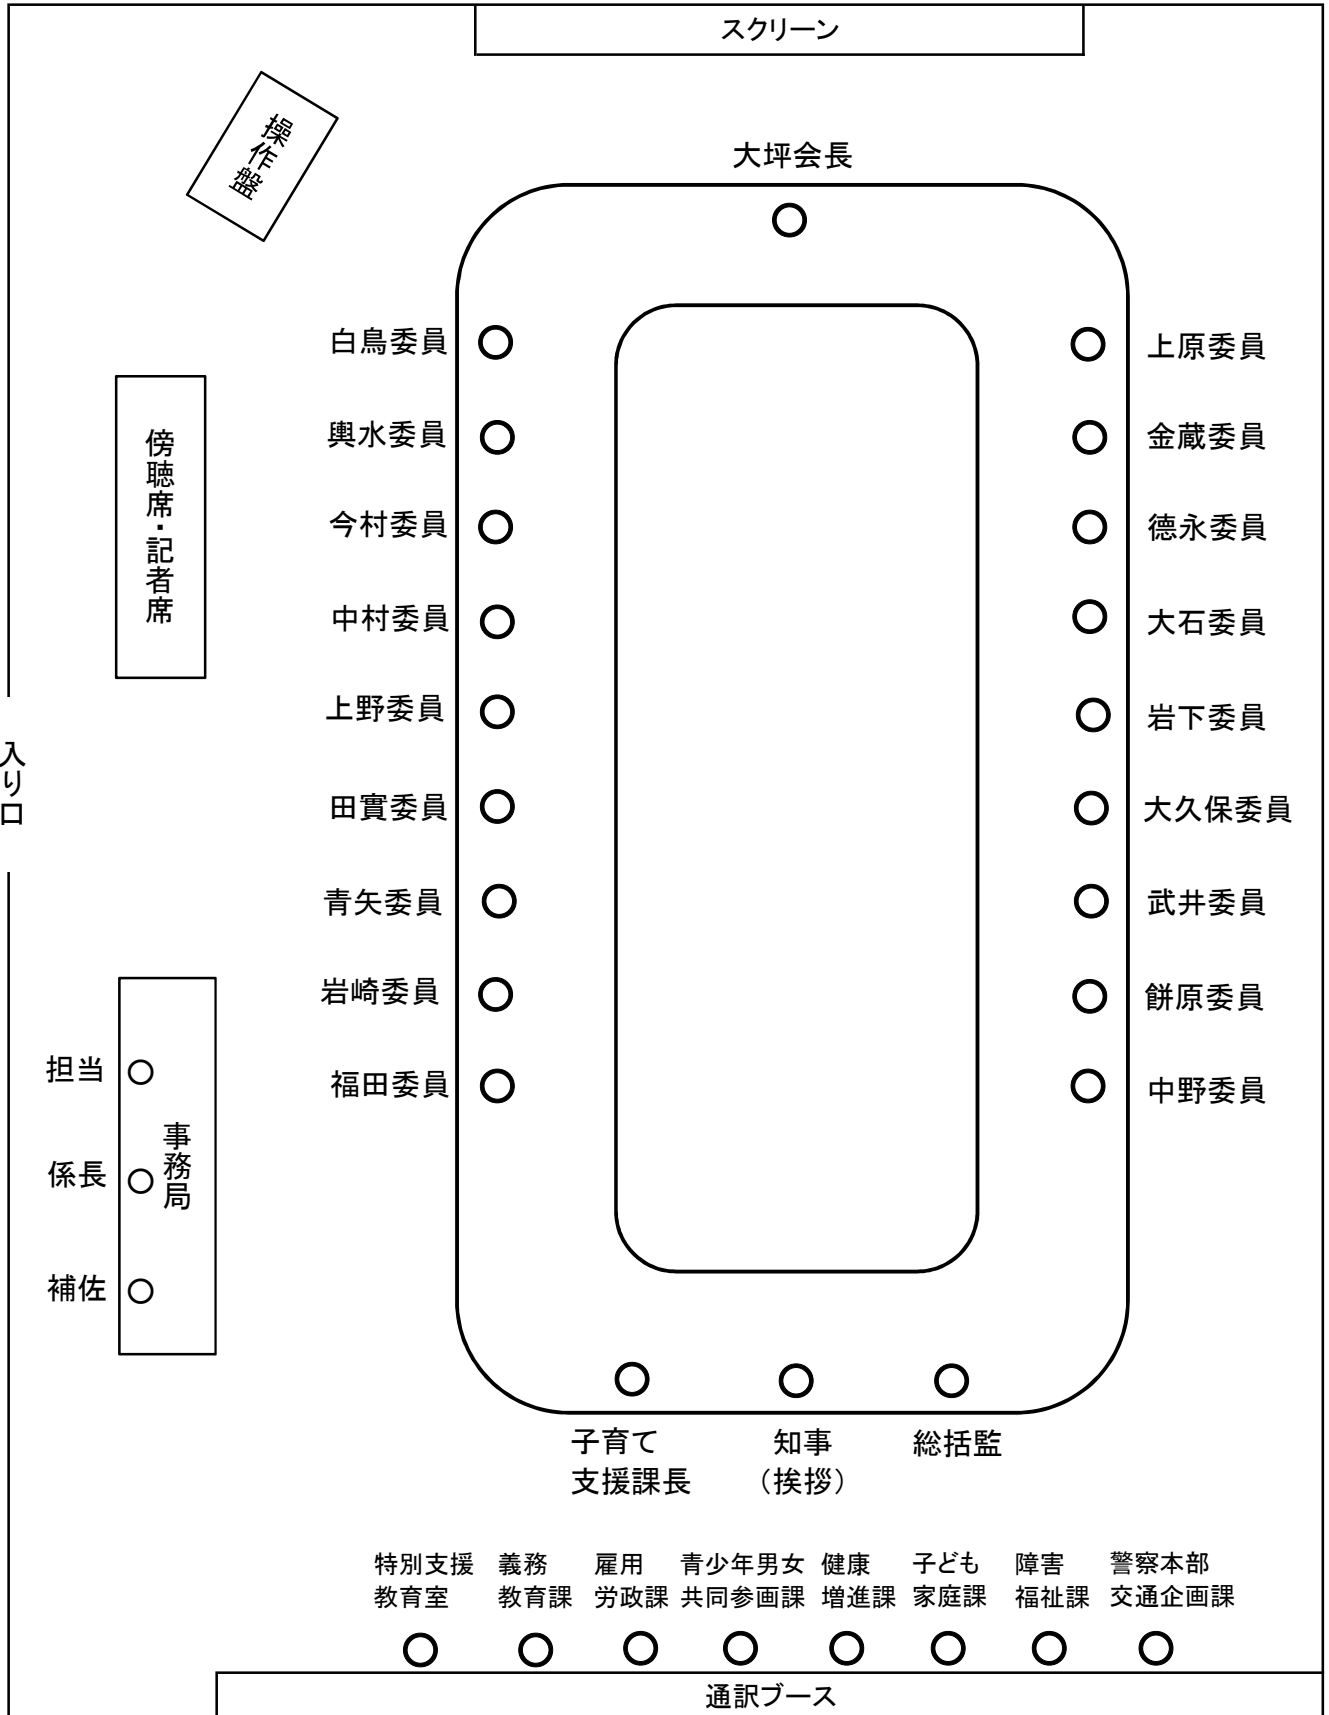 スクリーン
操作盤
大坪会長
白鳥委員
上原委員
輿水委員
金蔵委員
今村委員
德永委員
中村委員
大石委員
上野委員
岩下委員
田實委員
大久保委員
青矢委員
武井委員
岩崎委員
餅原委員
福田委員
中野委員
傍聴席・記者席
入り口
担当
係長
補佐
事務局
子育て
支援課長
知事
（挨拶）
総括監
特別支援
教育室
義務
教育課
雇用
労政課
青少年男女
共同参画課
健康
増進課
子ども
家庭課
障害
福祉課
警察本部
交通企画課
通訳ブース